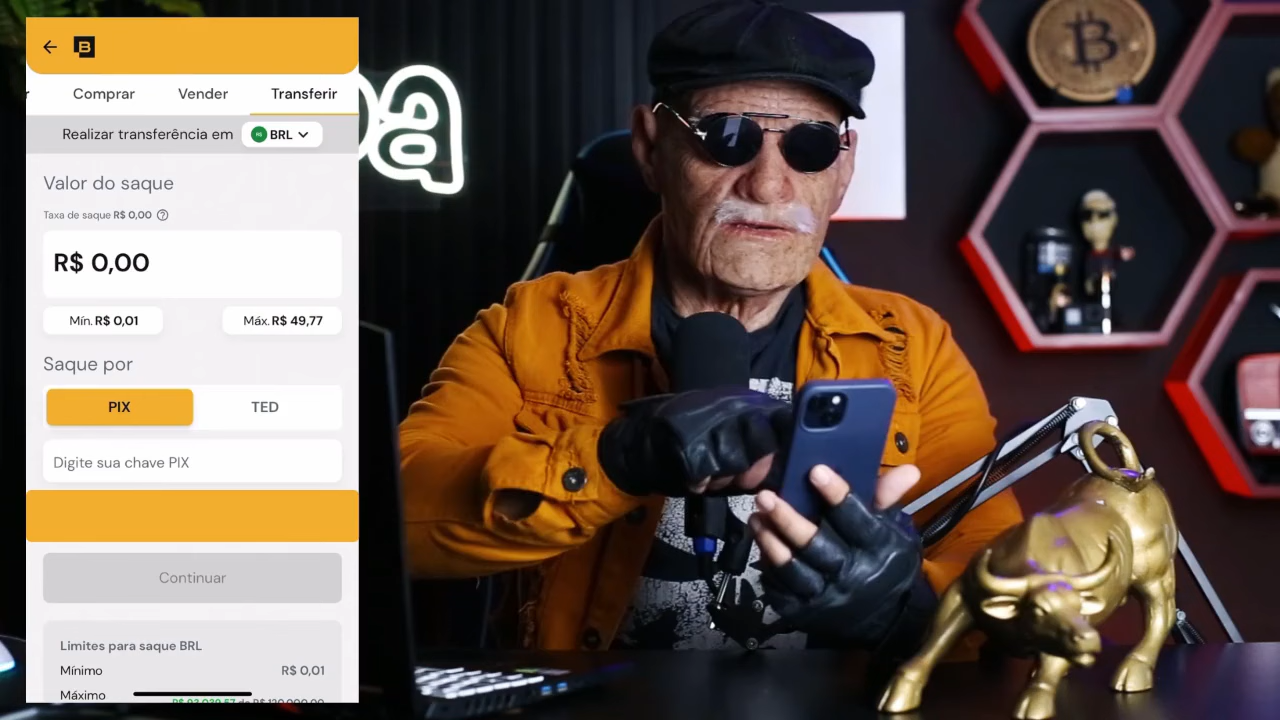 B
Comprar Vender Transferir
Realizar transferência em BRL
Valor do saque
Taxa de saque R$ 0,00 ?
R$ 0,00
Mín. R$ 0,01 Máx. R$ 49,77
Saque por
PIX TED
Digite sua chave PIX
Continuar
Limites para saque BRL
Mínimo R$ 0,01
Máximo
a